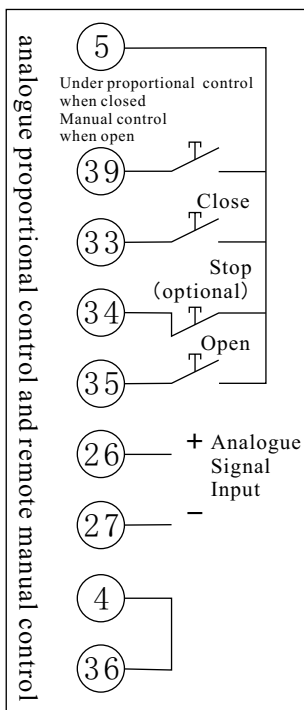 analogue proportional control and remote manual control
5
Under proportional control
when closed
Manual control
when open
39
Close
33
Stop
(optional)
34
Open
35
26
+ Analogue
Signal
Input
27
−
4
36